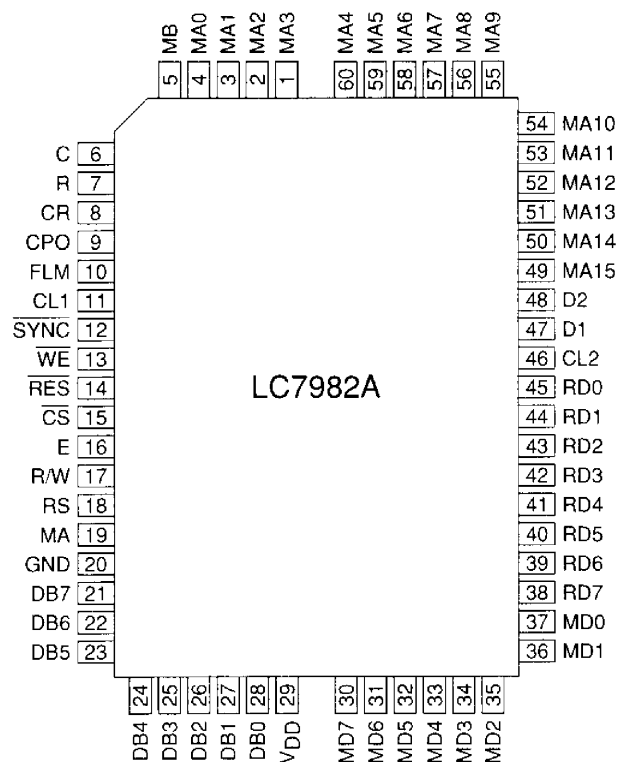 MB MA0 MA1 MA2 MA3 MA4 MA5 MA6 MA7 MA8 MA9
5 4 3 2 1 60 59 58 57 56 55
C 6
R 7
CR 8
CPO 9
FLM 10
CL1 11
SYNC 12
WE 13
RES 14
CS 15
E 16
R/W 17
RS 18
MA 19
GND 20
DB7 21
DB6 22
DB5 23
LC7982A
54 MA10
53 MA11
52 MA12
51 MA13
50 MA14
49 MA15
48 D2
47 D1
46 CL2
45 RD0
44 RD1
43 RD2
42 RD3
41 RD4
40 RD5
39 RD6
38 RD7
37 MD0
36 MD1
24 25 26 27 28 29 30 31 32 33 34 35
DB4 DB3 DB2 DB1 DB0 VDD MD7 MD6 MD5 MD4 MD3 MD2